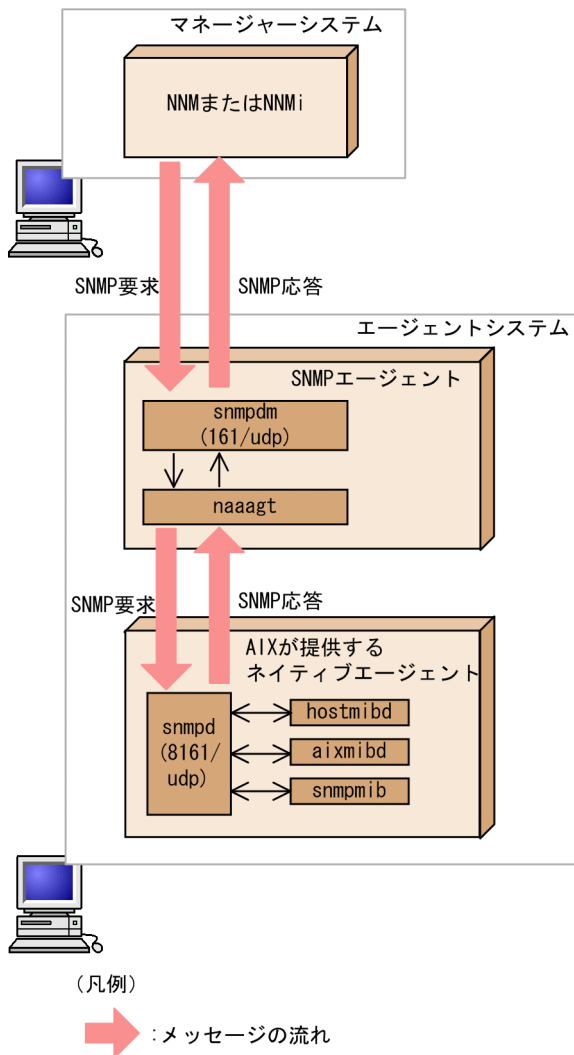 マネージャーシステム
NNMまたはNNMi
SNMP要求
SNMP応答
エージェントシステム
SNMPエージェント
snmpdm
(161/udp)
naaagt
SNMP要求
SNMP応答
AIXが提供する
ネイティブエージェント
snmpd
(8161/
udp)
hostmibd
aixmibd
snmpmib
(凡例)
:メッセージの流れ